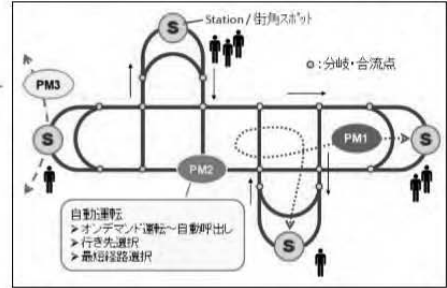 S
Station / 街角スポット
◎ : 分岐・合流点
PM3
S
PM1
S
PM2
自動運転
➤オンデマンド運転~自動呼出し
➤行き先選択
➤最短経路選択
S